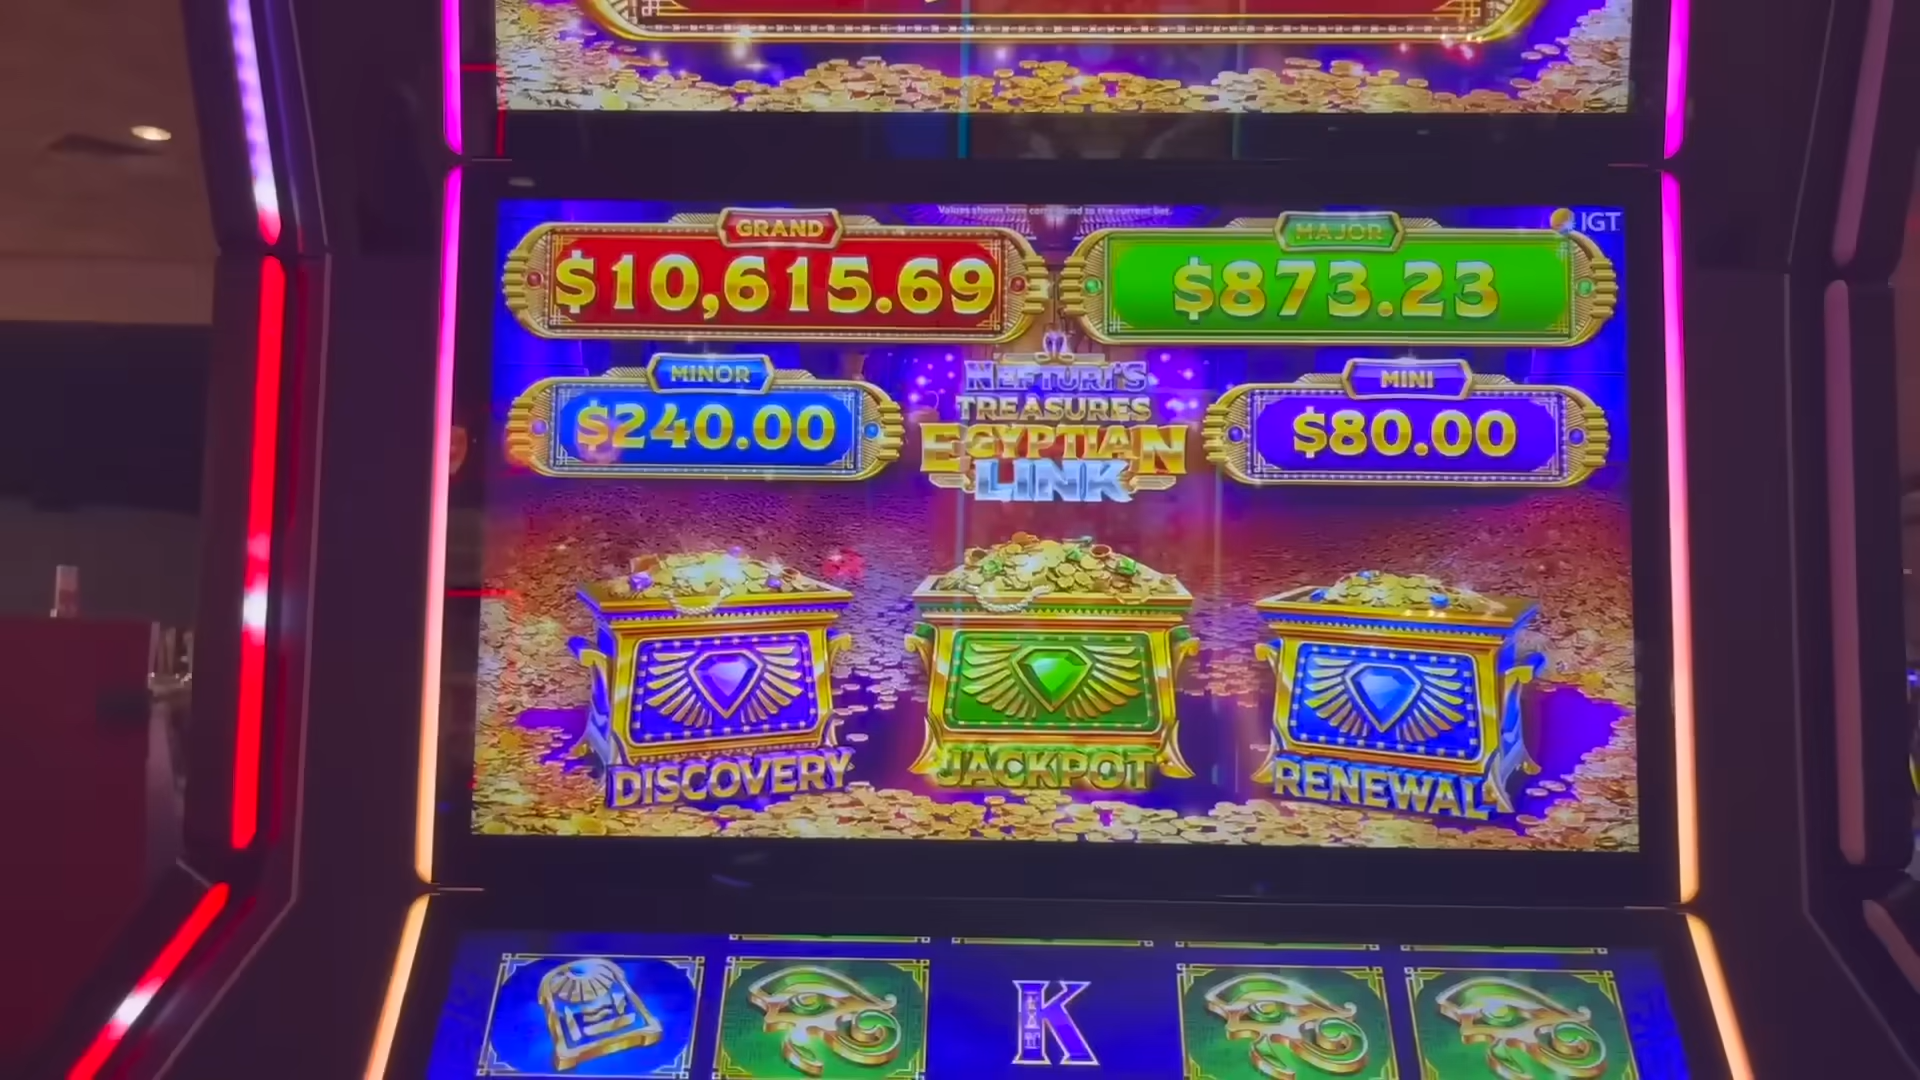 Values shown here correspond to the current bet.
IGT
GRAND
$10,615.69
MAJOR
$873.23
MINOR
$240.00
NEFTURI'S
TREASURES
EGYPTIAN
LINK
MINI
$80.00
DISCOVERY
JACKPOT
RENEWAL
K